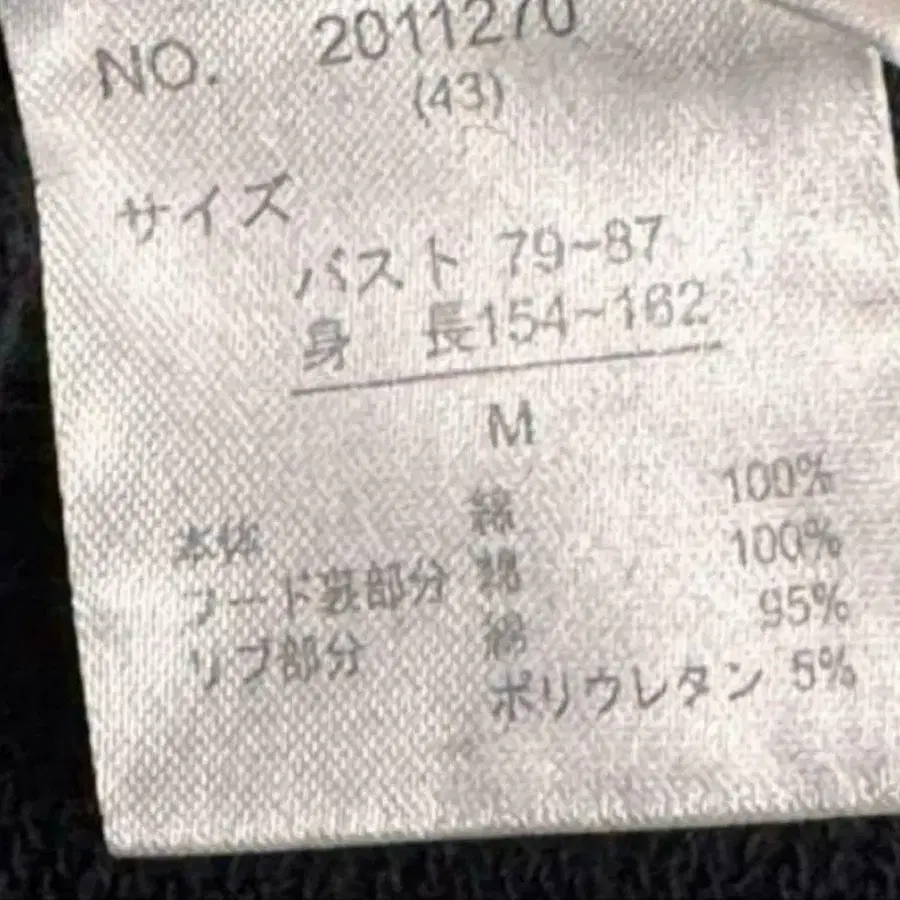 NO. 2011270
(43)
サイズ
バスト 79~87
身 長154~162
M
本体 綿 100%
フード裏部分 綿 100%
リブ部分 綿 95%
ポリウレタン 5%